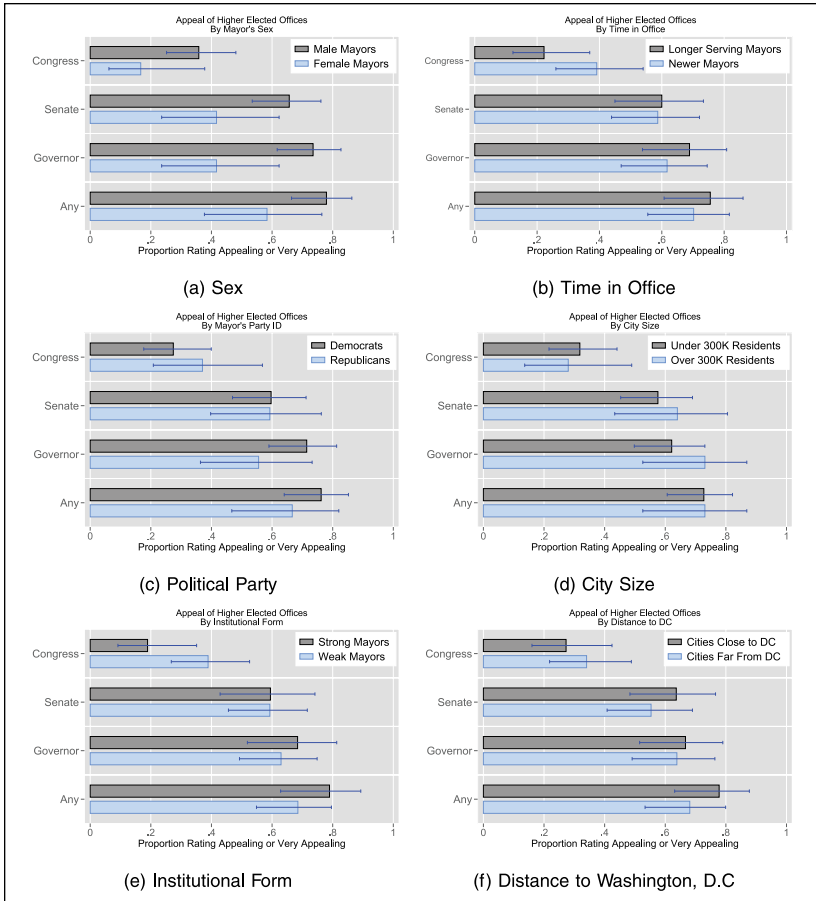 Appeal of Higher Elected Offices
By Mayor's Sex
Male Mayors
Female Mayors
Congress
Senate
Governor
Any
0 .2 .4 .6 .8 1
Proportion Rating Appealing or Very Appealing
(a) Sex
Appeal of Higher Elected Offices
By Time in Office
Longer Serving Mayors
Newer Mayors
Congress
Senate
Governor
Any
0 .2 .4 .6 .8 1
Proportion Rating Appealing or Very Appealing
(b) Time in Office
Appeal of Higher Elected Offices
By Mayor's Party ID
Democrats
Republicans
Congress
Senate
Governor
Any
0 .2 .4 .6 .8 1
Proportion Rating Appealing or Very Appealing
(c) Political Party
Appeal of Higher Elected Offices
By City Size
Under 300K Residents
Over 300K Residents
Congress
Senate
Governor
Any
0 .2 .4 .6 .8 1
Proportion Rating Appealing or Very Appealing
(d) City Size
Appeal of Higher Elected Offices
By Institutional Form
Strong Mayors
Weak Mayors
Congress
Senate
Governor
Any
0 .2 .4 .6 .8 1
Proportion Rating Appealing or Very Appealing
(e) Institutional Form
Appeal of Higher Elected Offices
By Distance to DC
Cities Close to DC
Cities Far From DC
Congress
Senate
Governor
Any
0 .2 .4 .6 .8 1
Proportion Rating Appealing or Very Appealing
(f) Distance to Washington, D.C